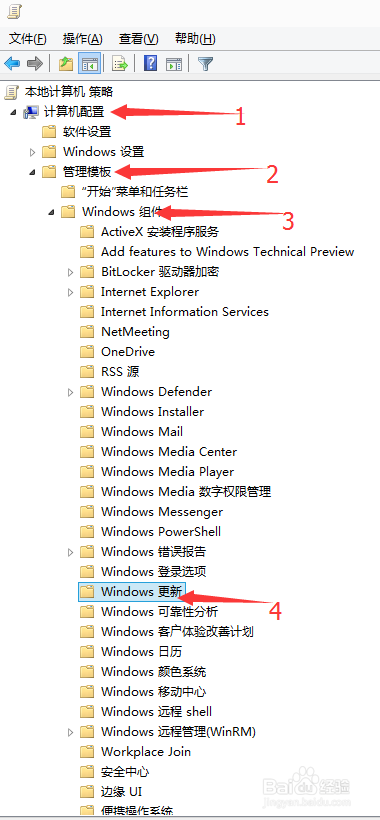 文件(F) 操作(A) 查看(V) 帮助(H)
本地计算机 策略
计算机配置 1
软件设置
Windows 设置
管理模板 2
“开始”菜单和任务栏
Windows 组件 3
ActiveX 安装程序服务
Add features to Windows Technical Preview
BitLocker 驱动器加密
Internet Explorer
Internet Information Services
NetMeeting
OneDrive
RSS 源
Windows Defender
Windows Installer
Windows Mail
Windows Media Center
Windows Media Player
Windows Media 数字权限管理
Windows Messenger
Windows PowerShell
Windows 错误报告
Windows 登录选项
Windows 更新 4
Windows 可靠性分析
Windows 客户体验改善计划
Windows 日历
Windows 颜色系统
Windows 移动中心
Windows 远程 shell
Windows 远程管理(WinRM)
Workplace Join
安全中心
边缘 UI
便携操作系统
Baidu 经验
jingyan.baidu.com